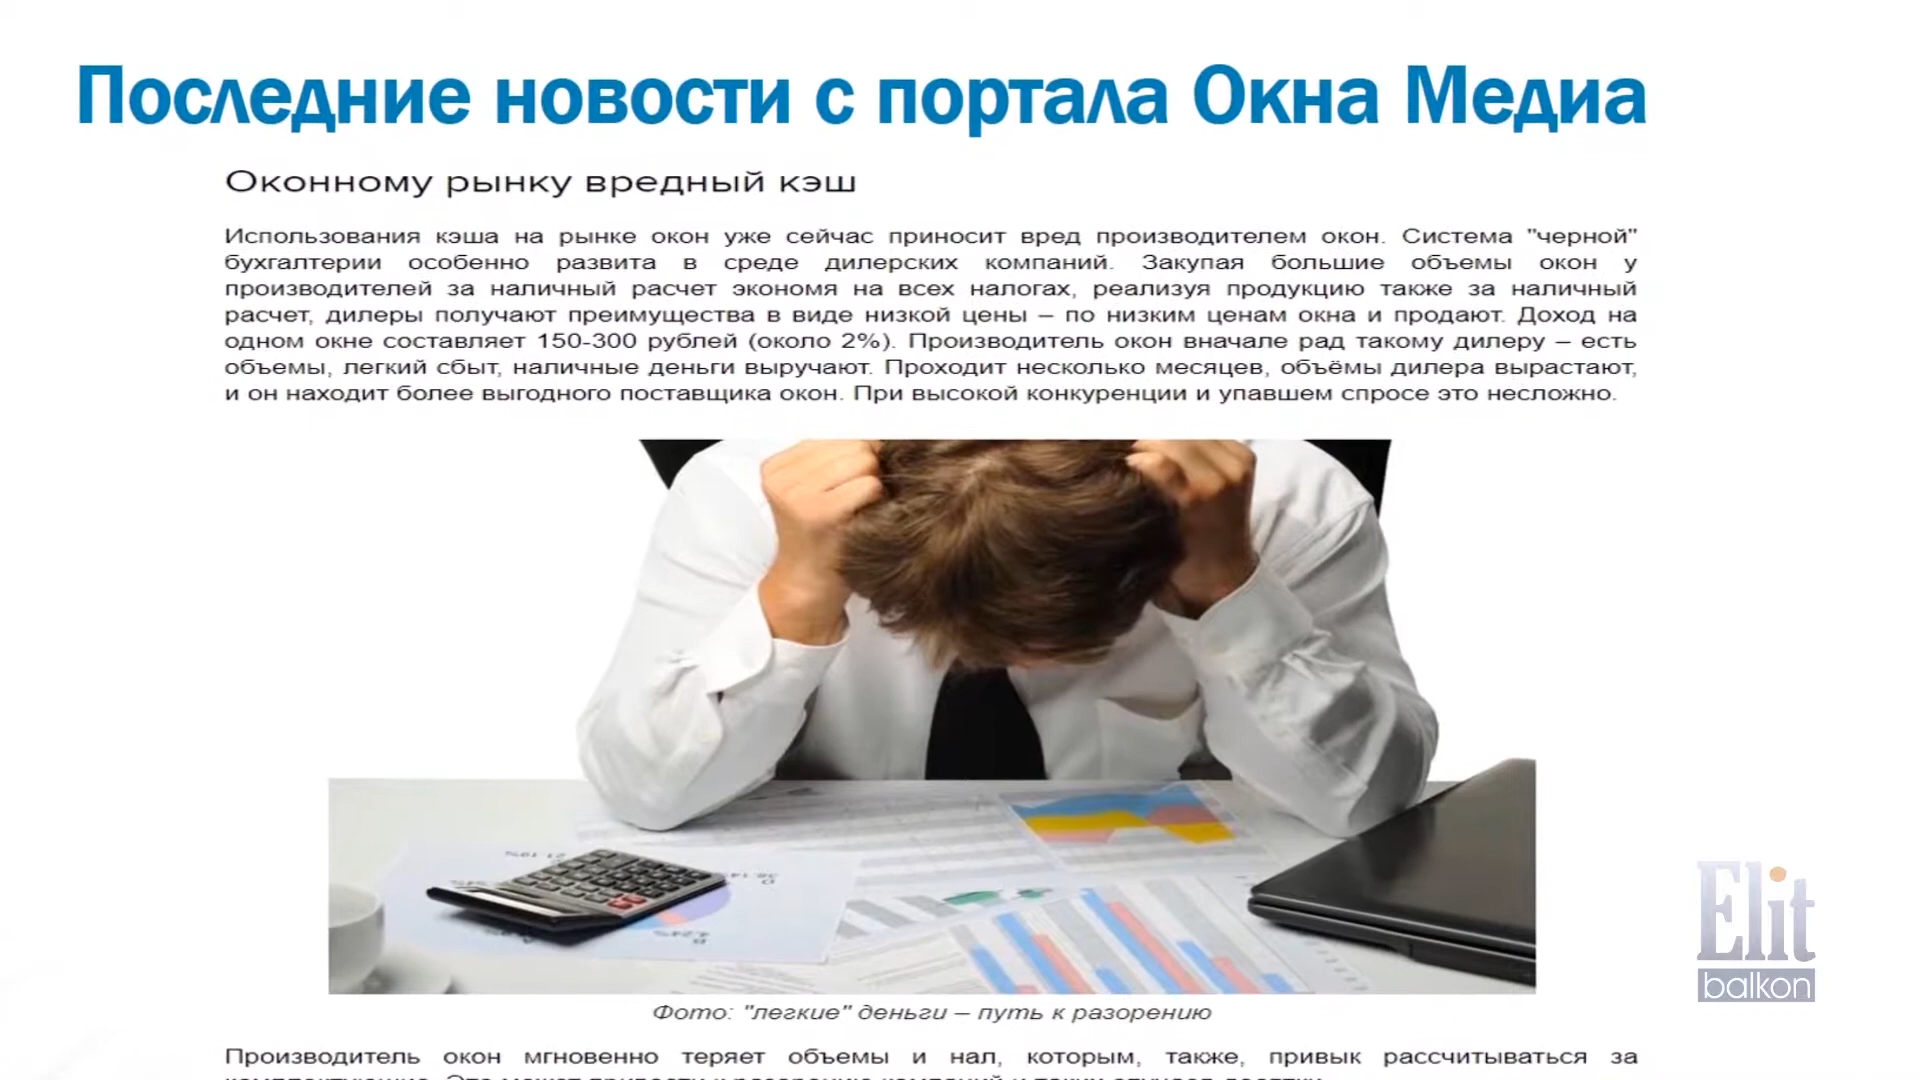 Последние новости с портала Окна Медиа
Оконному рынку вредный кэш
Использования кэша на рынке окон уже сейчас приносит вред производителем окон. Система "черной"
бухгалтерии особенно развита в среде дилерских компаний. Закупая большие объемы окон у
производителей за наличный расчет экономя на всех налогах, реализуя продукцию также за наличный
расчет, дилеры получают преимущества в виде низкой цены – по низким ценам окна и продают. Доход на
одном окне составляет 150-300 рублей (около 2%). Производитель окон вначале рад такому дилеру – есть
объемы, легкий сбыт, наличные деньги выручают. Проходит несколько месяцев, объёмы дилера вырастают,
и он находит более выгодного поставщика окон. При высокой конкуренции и упавшем спросе это несложно.
Фото: "легкие" деньги – путь к разорению
Производитель окон мгновенно теряет объемы и нал, которым, также, привык рассчитываться за
Elit
balkon